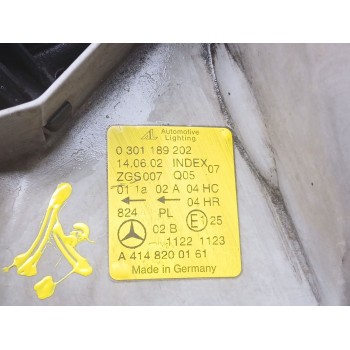 AL Automotive
Lighting
0 301 189 202
14.06.02 INDEX 07
ZGS007 Q05
01 1a 02 A 04 HC
← ← 04 HR
824 PL
02 B E1 25
1122 1123
A 414 820 01 61
Made in Germany